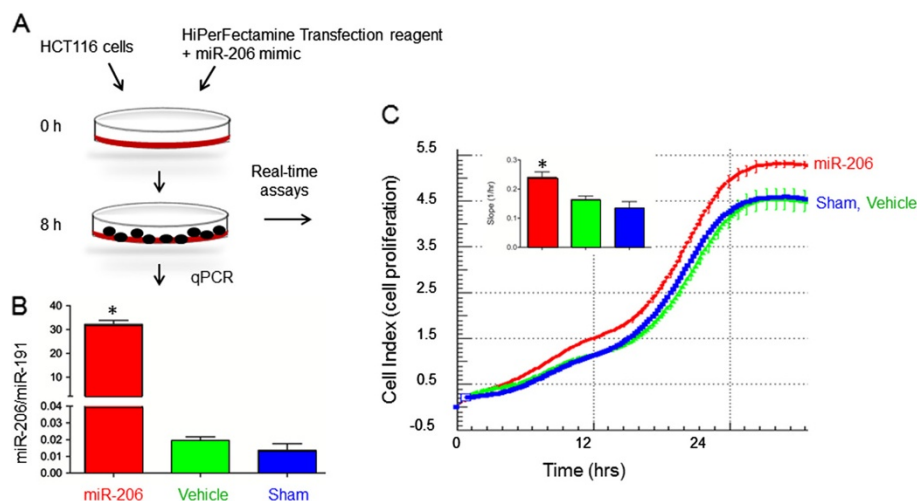 A
HCT116 cells
HiPerFectamine Transfection reagent
+ miR-206 mimic
0 h
8 h
Real-time
assays
qPCR
B
miR-206/miR-191
40
30
20
10
0.04
0.03
0.02
0.01
0.00
*
miR-206
Vehicle
Sham
C
Cell Index (cell proliferation)
5.5
4.5
3.5
2.5
1.5
0.5
-0.5
0
12
24
Time (hrs)
Slope (1/hr)
0.3
0.2
0.1
0.0
*
miR-206
Sham, Vehicle